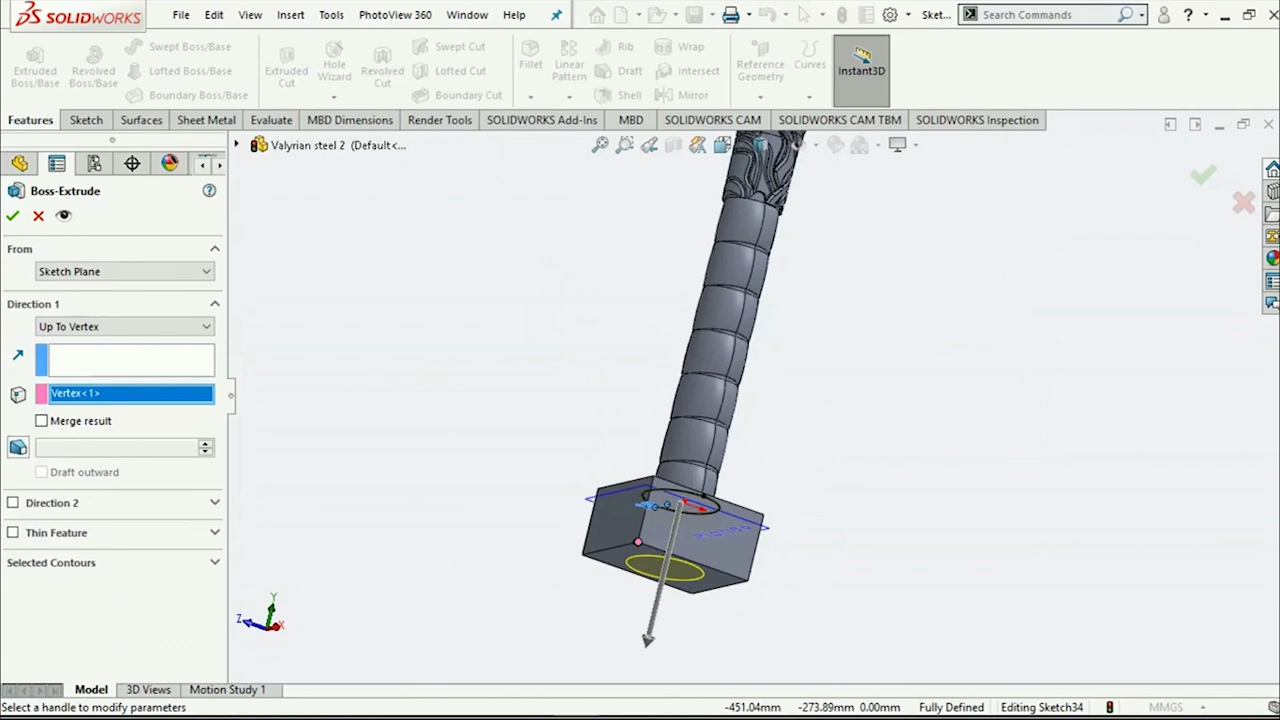 SOLIDWORKS File Edit View Insert Tools PhotoView 360 Window Help Sket... Search Commands ?
Extruded Boss/Base Revolved Boss/Base Swept Boss/Base Lofted Boss/Base Boundary Boss/Base Extruded Cut Hole Wizard Revolved Cut Swept Cut Lofted Cut Boundary Cut Fillet Linear Pattern Rib Draft Shell Wrap Intersect Mirror Reference Geometry Curves Instant3D
Features Sketch Surfaces Sheet Metal Evaluate MBD Dimensions Render Tools SOLIDWORKS Add-Ins MBD SOLIDWORKS CAM SOLIDWORKS CAM TBM SOLIDWORKS Inspection
Valyrian steel 2 (Default<...
Boss-Extrude
From
Sketch Plane
Direction 1
Up To Vertex
Vertex<1>
Merge result
Draft outward
Direction 2
Thin Feature
Selected Contours
Y
Z
X
Model 3D Views Motion Study 1
Select a handle to modify parameters -451.04mm -273.89mm 0.00mm Fully Defined Editing Sketch34 MMGS